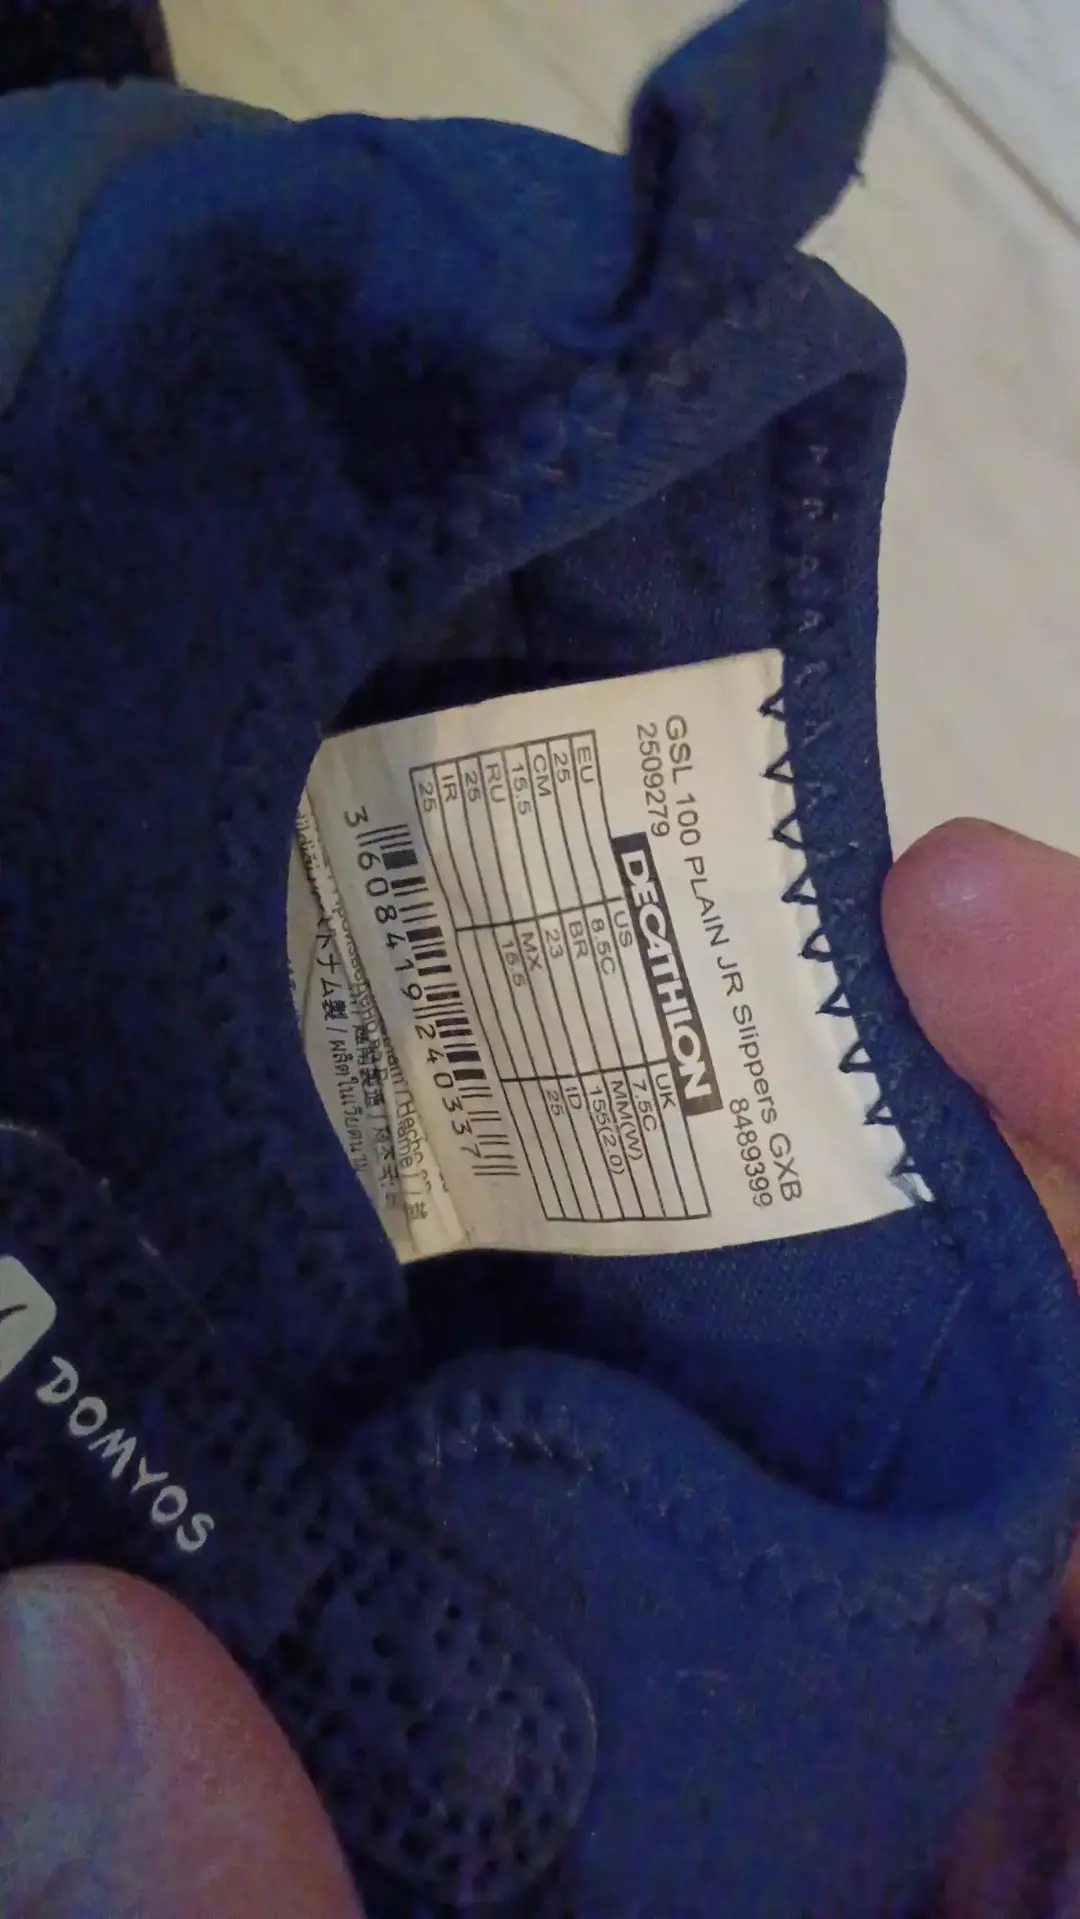 GSL 100 PLAIN JR Slippers GXB
2509279 8489399
DECATHLON
EU US UK
25 8.5C 7.5C
CM BR MM(W)
15.5 23 155(2.0)
RU MX ID
25 15.5 25
IR
25
3 608419 240337
DOMYOS